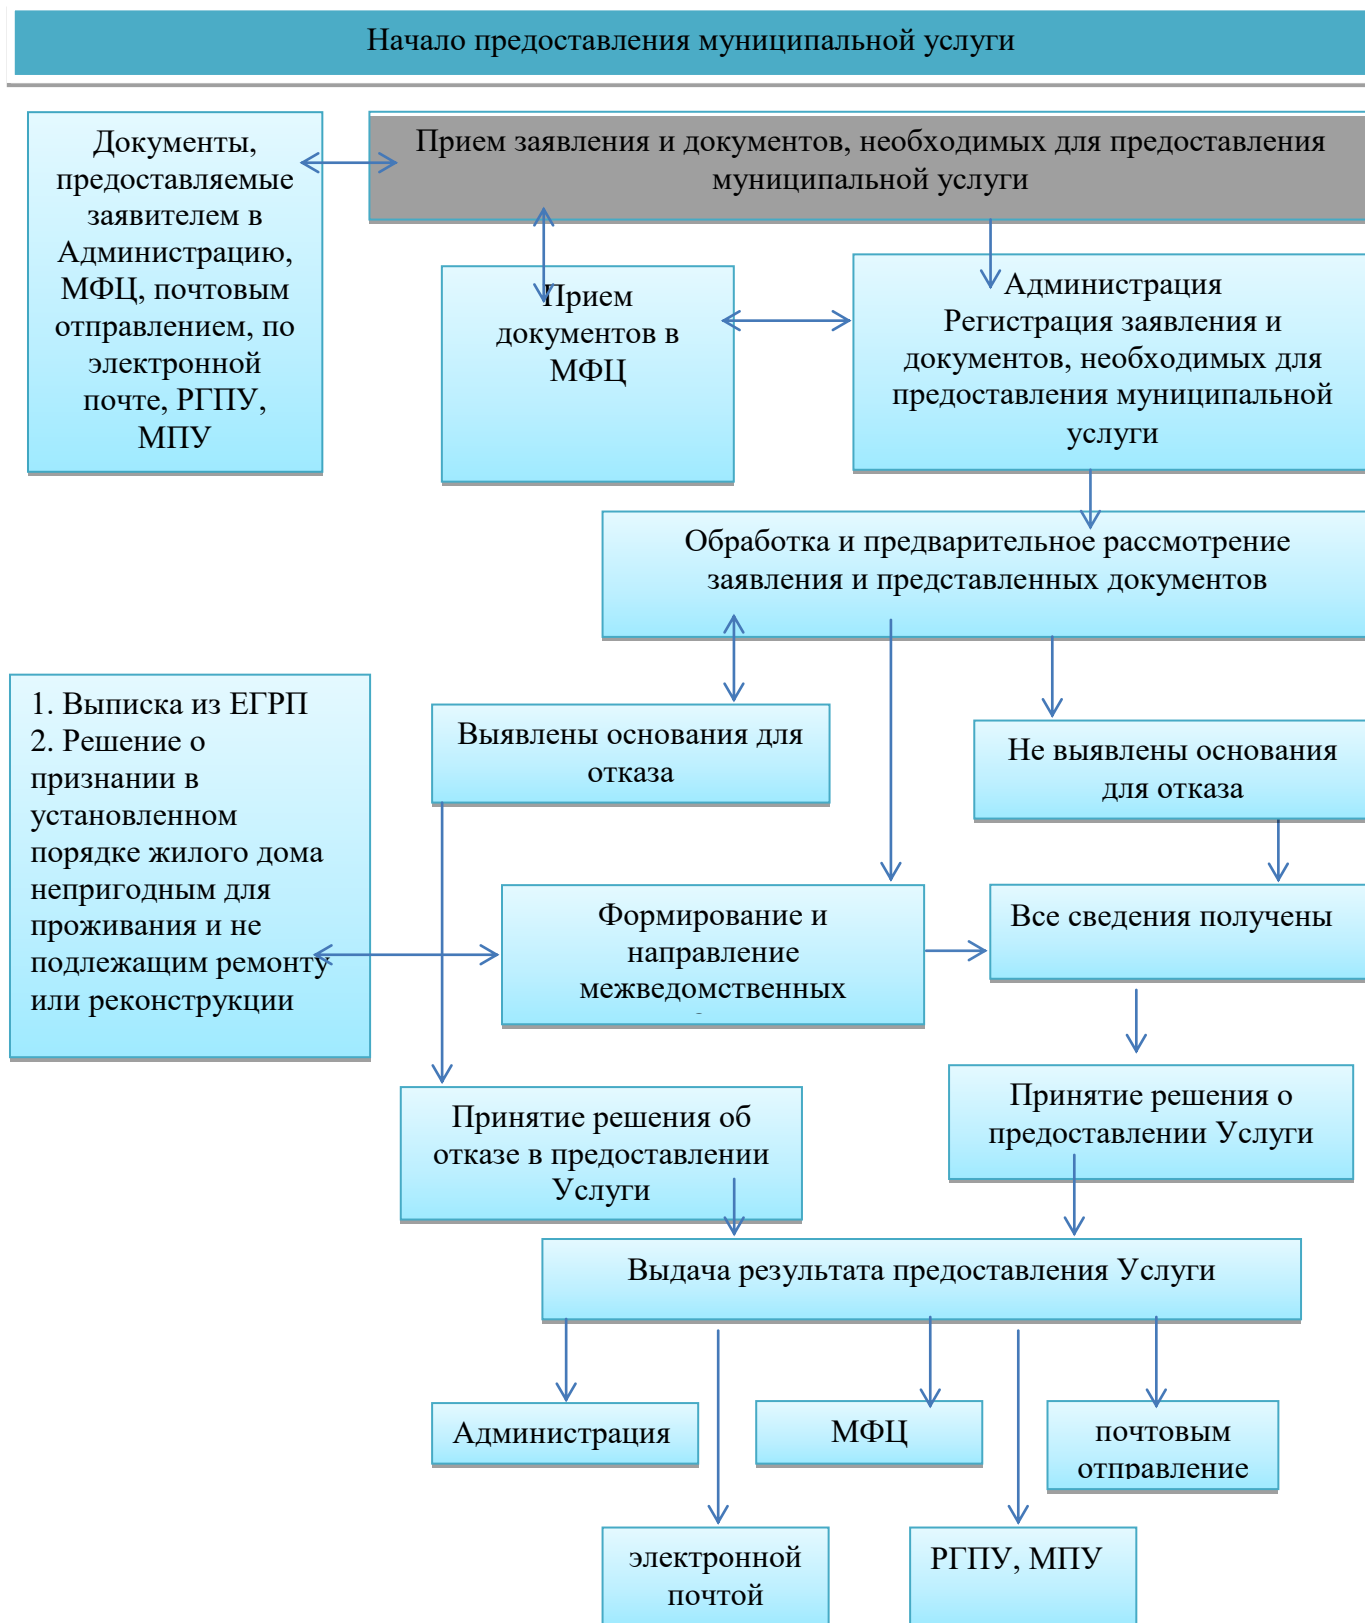 Начало предоставления муниципальной услуги
Документы,
предоставляемые
заявителем в
Администрацию,
МФЦ, почтовым
отправлением, по
электронной
почте, РГПУ,
МПУ
Прием заявления и документов, необходимых для предоставления
муниципальной услуги
Прием
документов в
МФЦ
Администрация
Регистрация заявления и
документов, необходимых для
предоставления муниципальной
услуги
Обработка и предварительное рассмотрение
заявления и представленных документов
1. Выписка из ЕГРП
2. Решение о
признании в
установленном
порядке жилого дома
непригодным для
проживания и не
подлежащим ремонту
или реконструкции
Выявлены основания для
отказа
Не выявлены основания
для отказа
Формирование и
направление
межведомственных
Все сведения получены
Принятие решения об
отказе в предоставлении
Услуги
Принятие решения о
предоставлении Услуги
Выдача результата предоставления Услуги
Администрация
МФЦ
почтовым
отправление
электронной
почтой
РГПУ, МПУ